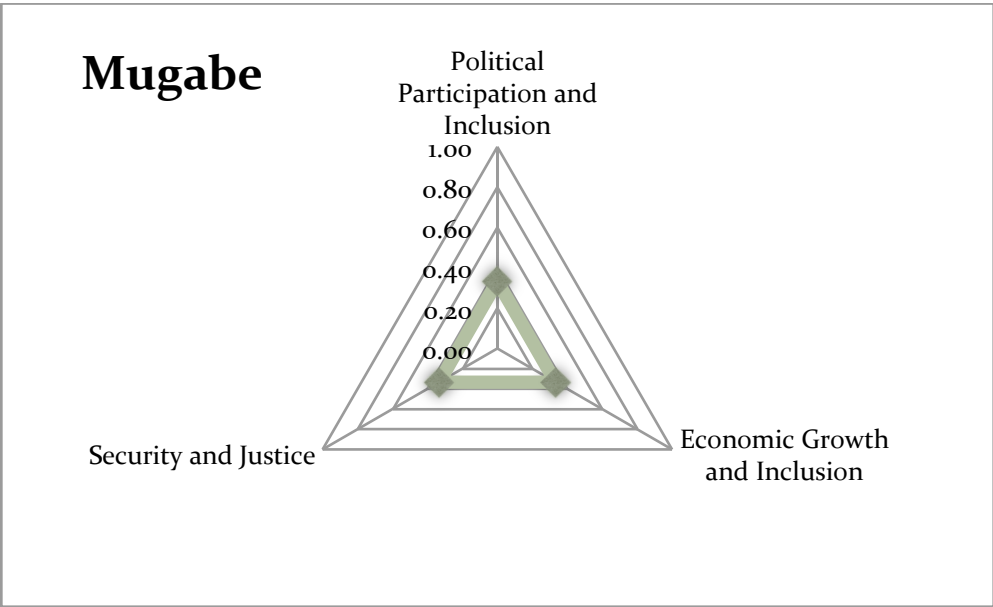 Mugabe
Political
Participation and
Inclusion
1.00
0.80
0.60
0.40
0.20
0.00
Security and Justice
Economic Growth
and Inclusion